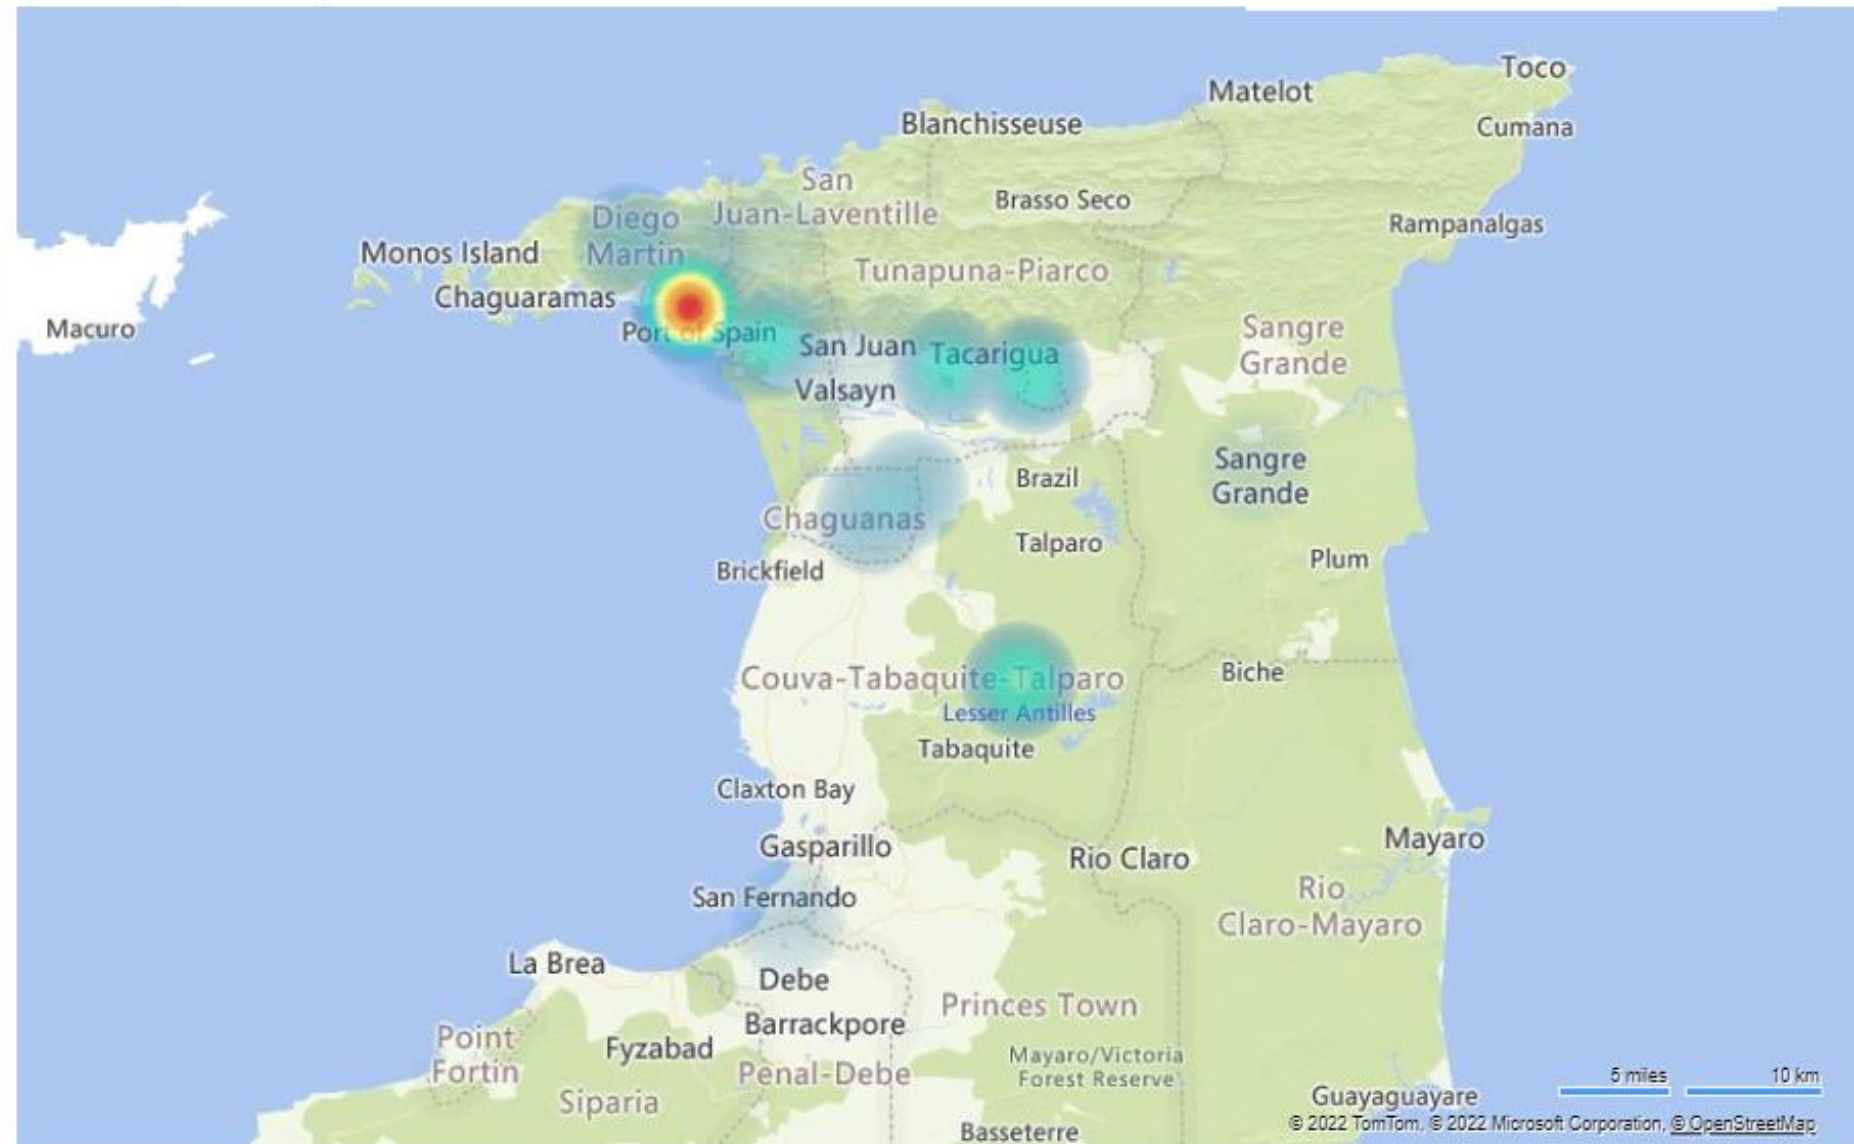 Toco
Matelot
Blanchisseuse
Cumana
San
Juan-Laventille
Brasso Seco
Diego
Martin
Rampanalgas
Monos Island
Tunapuna-Piarco
Chaguaramas
Macuro
Port of Spain
San Juan
Tacarigua
Sangre
Grande
Valsayn
Sangre
Grande
Brazil
Chaguanas
Talparo
Plum
Brickfield
Couva-Tabaquite-Talparo
Biche
Lesser Antilles
Tabaquite
Claxton Bay
Gasparillo
Mayaro
Rio Claro
San Fernando
Rio
Claro-Mayaro
La Brea
Debe
Princes Town
Barrackpore
Point
Fortin
Fyzabad
Mayaro/Victoria
Forest Reserve
Penal-Debe
Siparia
5 miles
10 km
Guayaguayare
© 2022 TomTom, © 2022 Microsoft Corporation, © OpenStreetMap
Basseterre